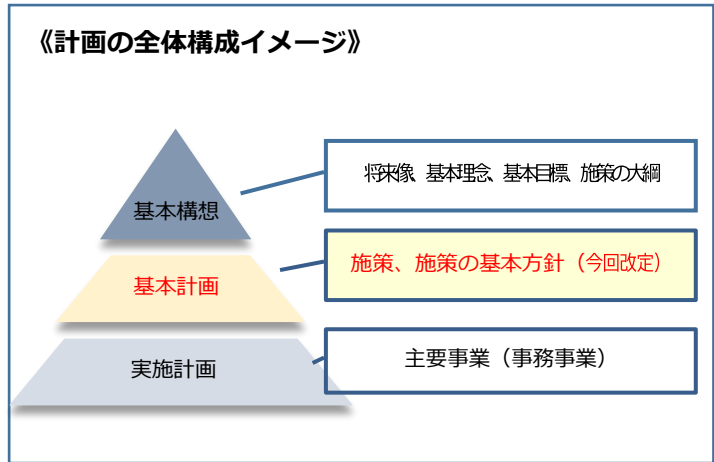 《計画の全体構成イメージ》
基本構想
将来像、基本理念、基本目標、施策の大綱
基本計画
施策、施策の基本方針（今回改定）
実施計画
主要事業（事務事業）